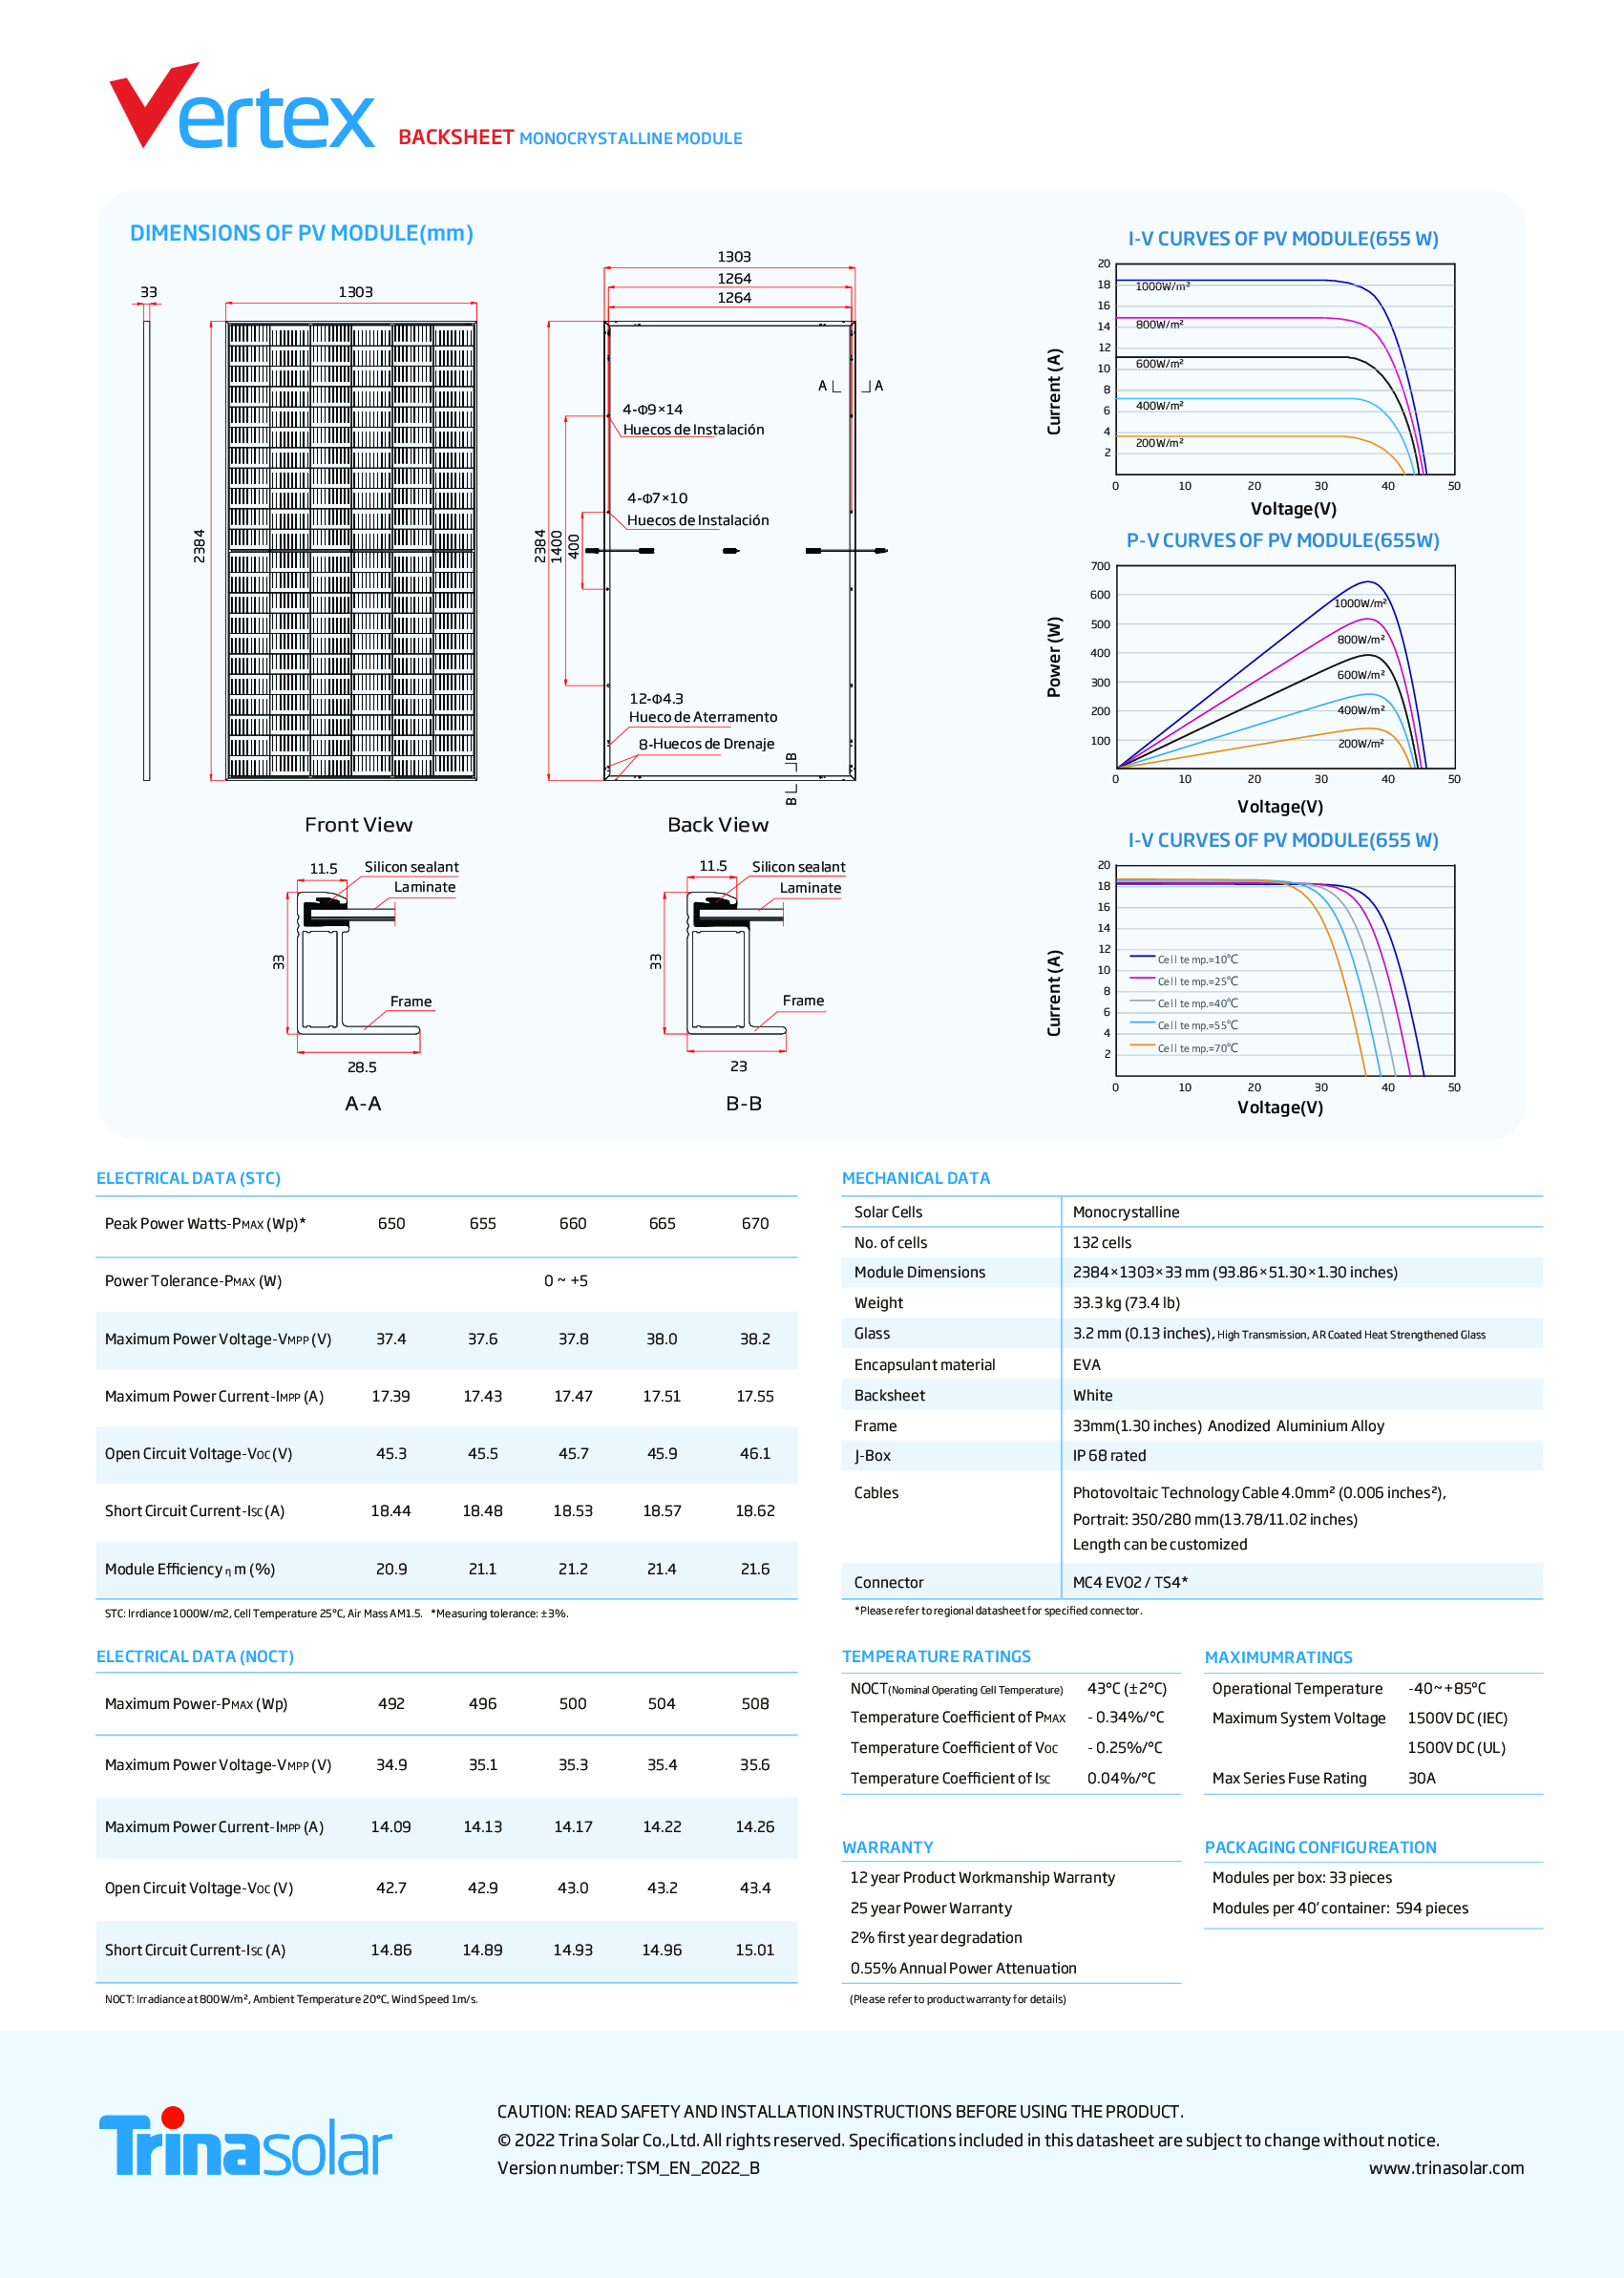 Vertex BACKSHEET MONOCRYSTALLINE MODULE
DIMENSIONS OF PV MODULE(mm)
33
1303
2384
Front View
1303
1264
1264
A A
4-Φ9×14
Huecos de Instalación
4-Φ7×10
Huecos de Instalación
2384
1400
400
12-Φ4.3
Hueco de Aterramento
8-Huecos de Drenaje
B
B
Back View
11.5
Silicon sealant
Laminate
33
Frame
28.5
A-A
11.5
Silicon sealant
Laminate
33
Frame
23
B-B
I-V CURVES OF PV MODULE(655 W)
Current (A)
20
18
16
14
12
10
8
6
4
2
1000W/m²
800W/m²
600W/m²
400W/m²
200W/m²
0 10 20 30 40 50
Voltage(V)
P-V CURVES OF PV MODULE(655W)
Power (W)
700
600
500
400
300
200
100
1000W/m²
800W/m²
600W/m²
400W/m²
200W/m²
0 10 20 30 40 50
Voltage(V)
I-V CURVES OF PV MODULE(655 W)
Current (A)
20
18
16
14
12
10
8
6
4
2
Cell temp.=10℃
Cell temp.=25℃
Cell temp.=40℃
Cell temp.=55℃
Cell temp.=70℃
0 10 20 30 40 50
Voltage(V)
ELECTRICAL DATA (STC)
Peak Power Watts-PMAX (Wp)* 650 655 660 665 670
Power Tolerance-PMAX (W) 0 ~ +5
Maximum Power Voltage-VMPP (V) 37.4 37.6 37.8 38.0 38.2
Maximum Power Current-IMPP (A) 17.39 17.43 17.47 17.51 17.55
Open Circuit Voltage-VOC (V) 45.3 45.5 45.7 45.9 46.1
Short Circuit Current-ISC (A) 18.44 18.48 18.53 18.57 18.62
Module Efficiency η m (%) 20.9 21.1 21.2 21.4 21.6
STC: Irrdiance 1000W/m2, Cell Temperature 25°C, Air Mass AM1.5. *Measuring tolerance: ±3%.
ELECTRICAL DATA (NOCT)
Maximum Power-PMAX (Wp) 492 496 500 504 508
Maximum Power Voltage-VMPP (V) 34.9 35.1 35.3 35.4 35.6
Maximum Power Current-IMPP (A) 14.09 14.13 14.17 14.22 14.26
Open Circuit Voltage-VOC (V) 42.7 42.9 43.0 43.2 43.4
Short Circuit Current-ISC (A) 14.86 14.89 14.93 14.96 15.01
NOCT: Irradiance at 800W/m², Ambient Temperature 20°C, Wind Speed 1m/s.
MECHANICAL DATA
Solar Cells Monocrystalline
No. of cells 132 cells
Module Dimensions 2384×1303×33 mm (93.86×51.30×1.30 inches)
Weight 33.3 kg (73.4 lb)
Glass 3.2 mm (0.13 inches), High Transmission, AR Coated Heat Strengthened Glass
Encapsulant material EVA
Backsheet White
Frame 33mm(1.30 inches) Anodized Aluminium Alloy
J-Box IP 68 rated
Cables Photovoltaic Technology Cable 4.0mm² (0.006 inches²),
Portrait: 350/280 mm(13.78/11.02 inches)
Length can be customized
Connector MC4 EVO2 / TS4*
*Please refer to regional datasheet for specified connector.
TEMPERATURE RATINGS
NOCT(Nominal Operating Cell Temperature) 43°C (±2°C)
Temperature Coefficient of PMAX - 0.34%/°C
Temperature Coefficient of VOC - 0.25%/°C
Temperature Coefficient of ISC 0.04%/°C
MAXIMUMRATINGS
Operational Temperature -40~+85°C
Maximum System Voltage 1500V DC (IEC)
1500V DC (UL)
Max Series Fuse Rating 30A
WARRANTY
12 year Product Workmanship Warranty
25 year Power Warranty
2% first year degradation
0.55% Annual Power Attenuation
(Please refer to product warranty for details)
PACKAGING CONFIGUREATION
Modules per box: 33 pieces
Modules per 40' container: 594 pieces
Trinasolar
CAUTION: READ SAFETY AND INSTALLATION INSTRUCTIONS BEFORE USING THE PRODUCT.
© 2022 Trina Solar Co.,Ltd. All rights reserved. Specifications included in this datasheet are subject to change without notice.
Version number: TSM_EN_2022_B www.trinasolar.com